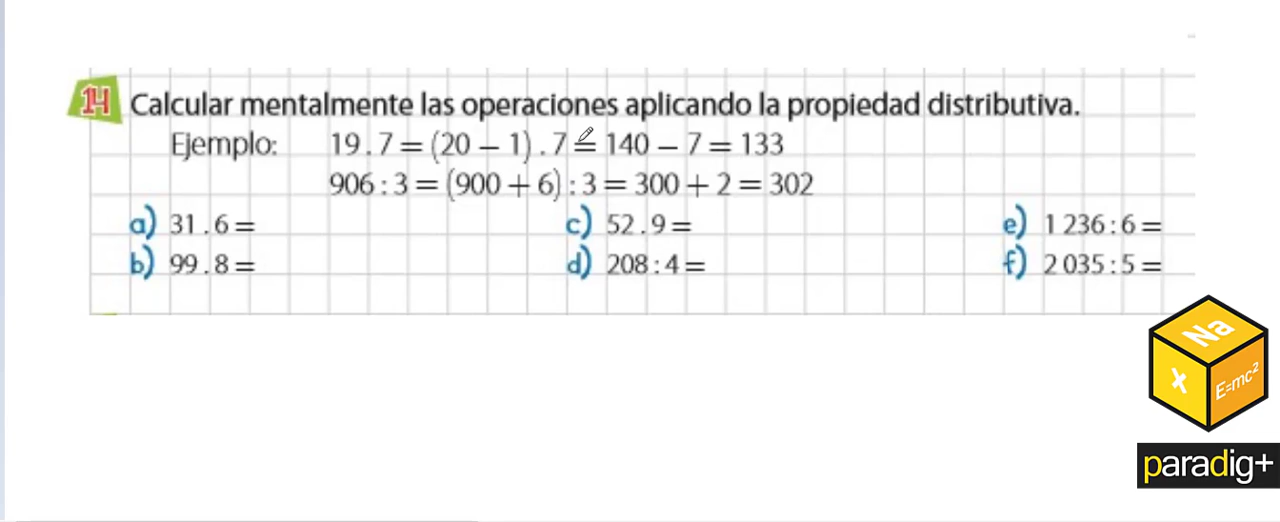 14 Calcular mentalmente las operaciones aplicando la propiedad distributiva.
Ejemplo: 19 . 7 = (20 – 1) . 7 = 140 – 7 = 133
906 : 3 = (900 + 6) : 3 = 300 + 2 = 302
a) 31 . 6 = c) 52 . 9 = e) 1 236 : 6 =
b) 99 . 8 = d) 208 : 4 = f) 2 035 : 5 =
Na
x E=mc²
paradig+